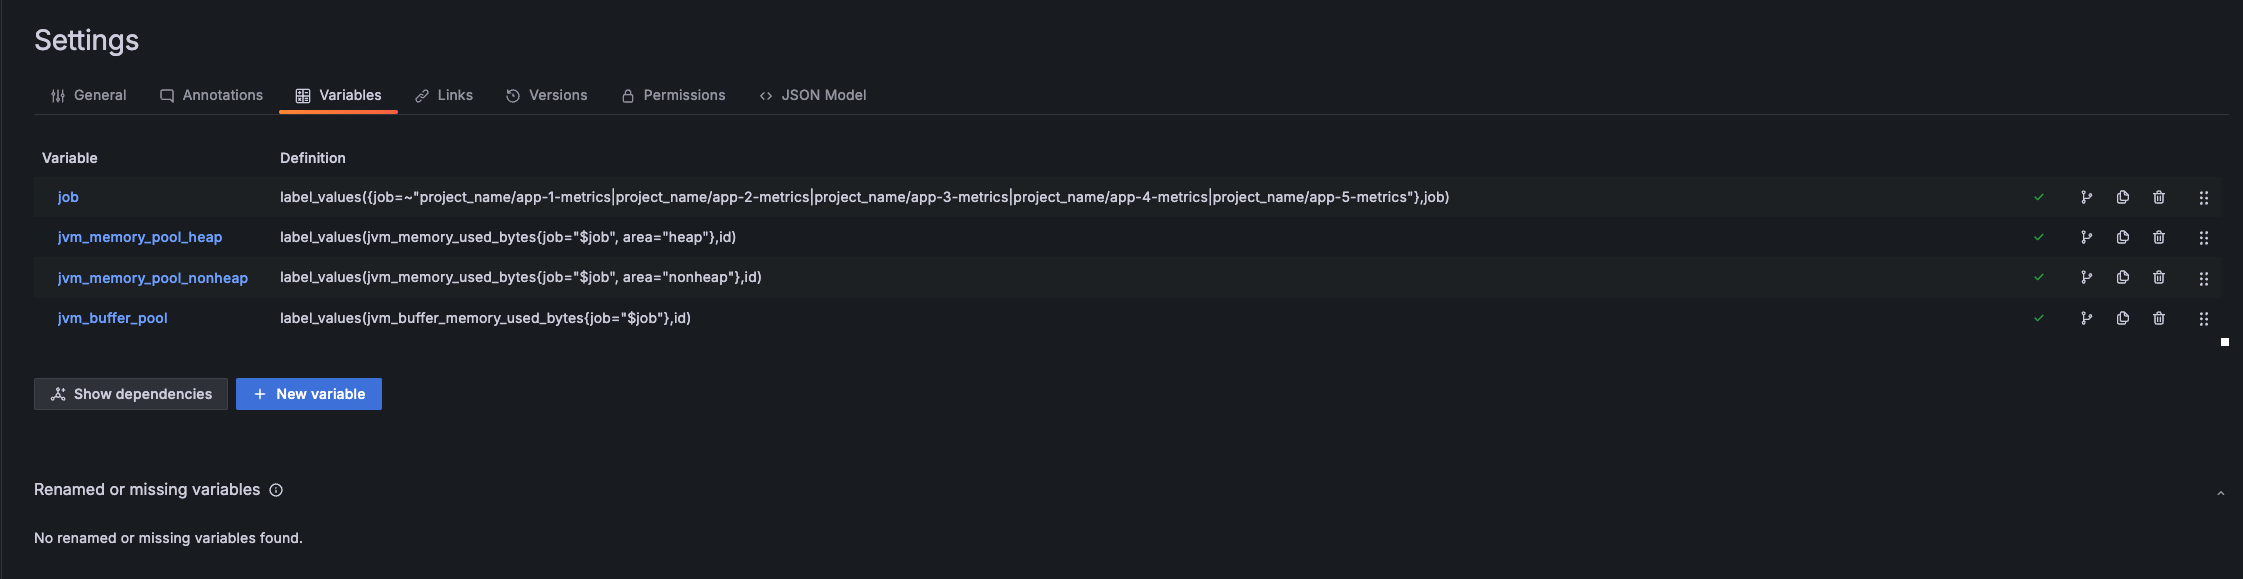 Settings
General Annotations Variables Links Versions Permissions JSON Model
Variable Definition
job label_values({job=~"project_name/app-1-metrics|project_name/app-2-metrics|project_name/app-3-metrics|project_name/app-4-metrics|project_name/app-5-metrics"},job)
jvm_memory_pool_heap label_values(jvm_memory_used_bytes{job="$job", area="heap"},id)
jvm_memory_pool_nonheap label_values(jvm_memory_used_bytes{job="$job", area="nonheap"},id)
jvm_buffer_pool label_values(jvm_buffer_memory_used_bytes{job="$job"},id)
Show dependencies + New variable
Renamed or missing variables
No renamed or missing variables found.